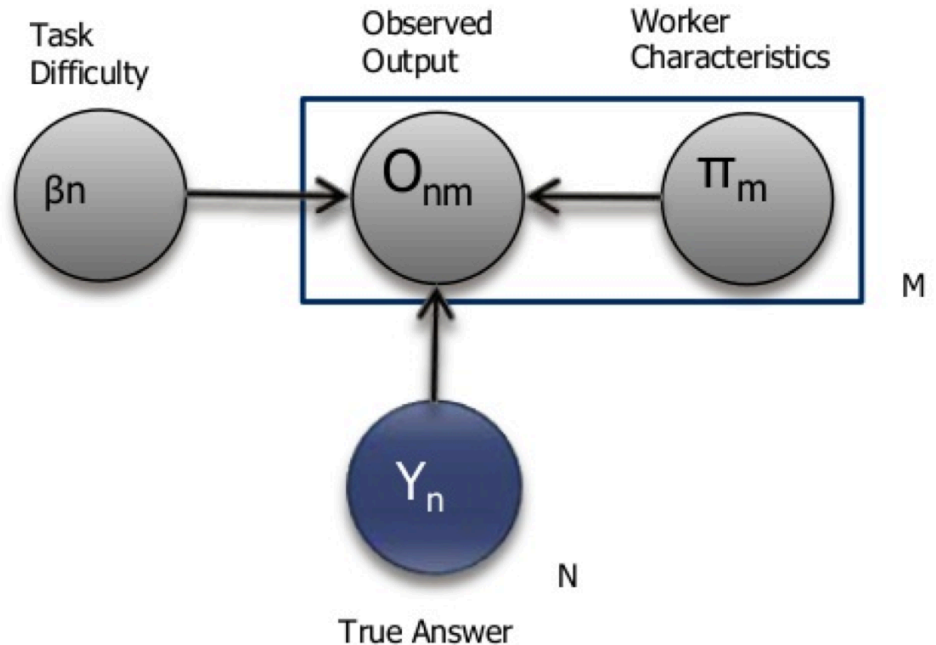 Task
Difficulty
Observed
Output
Worker
Characteristics
βn
Onm
πm
M
Yn
N
True Answer